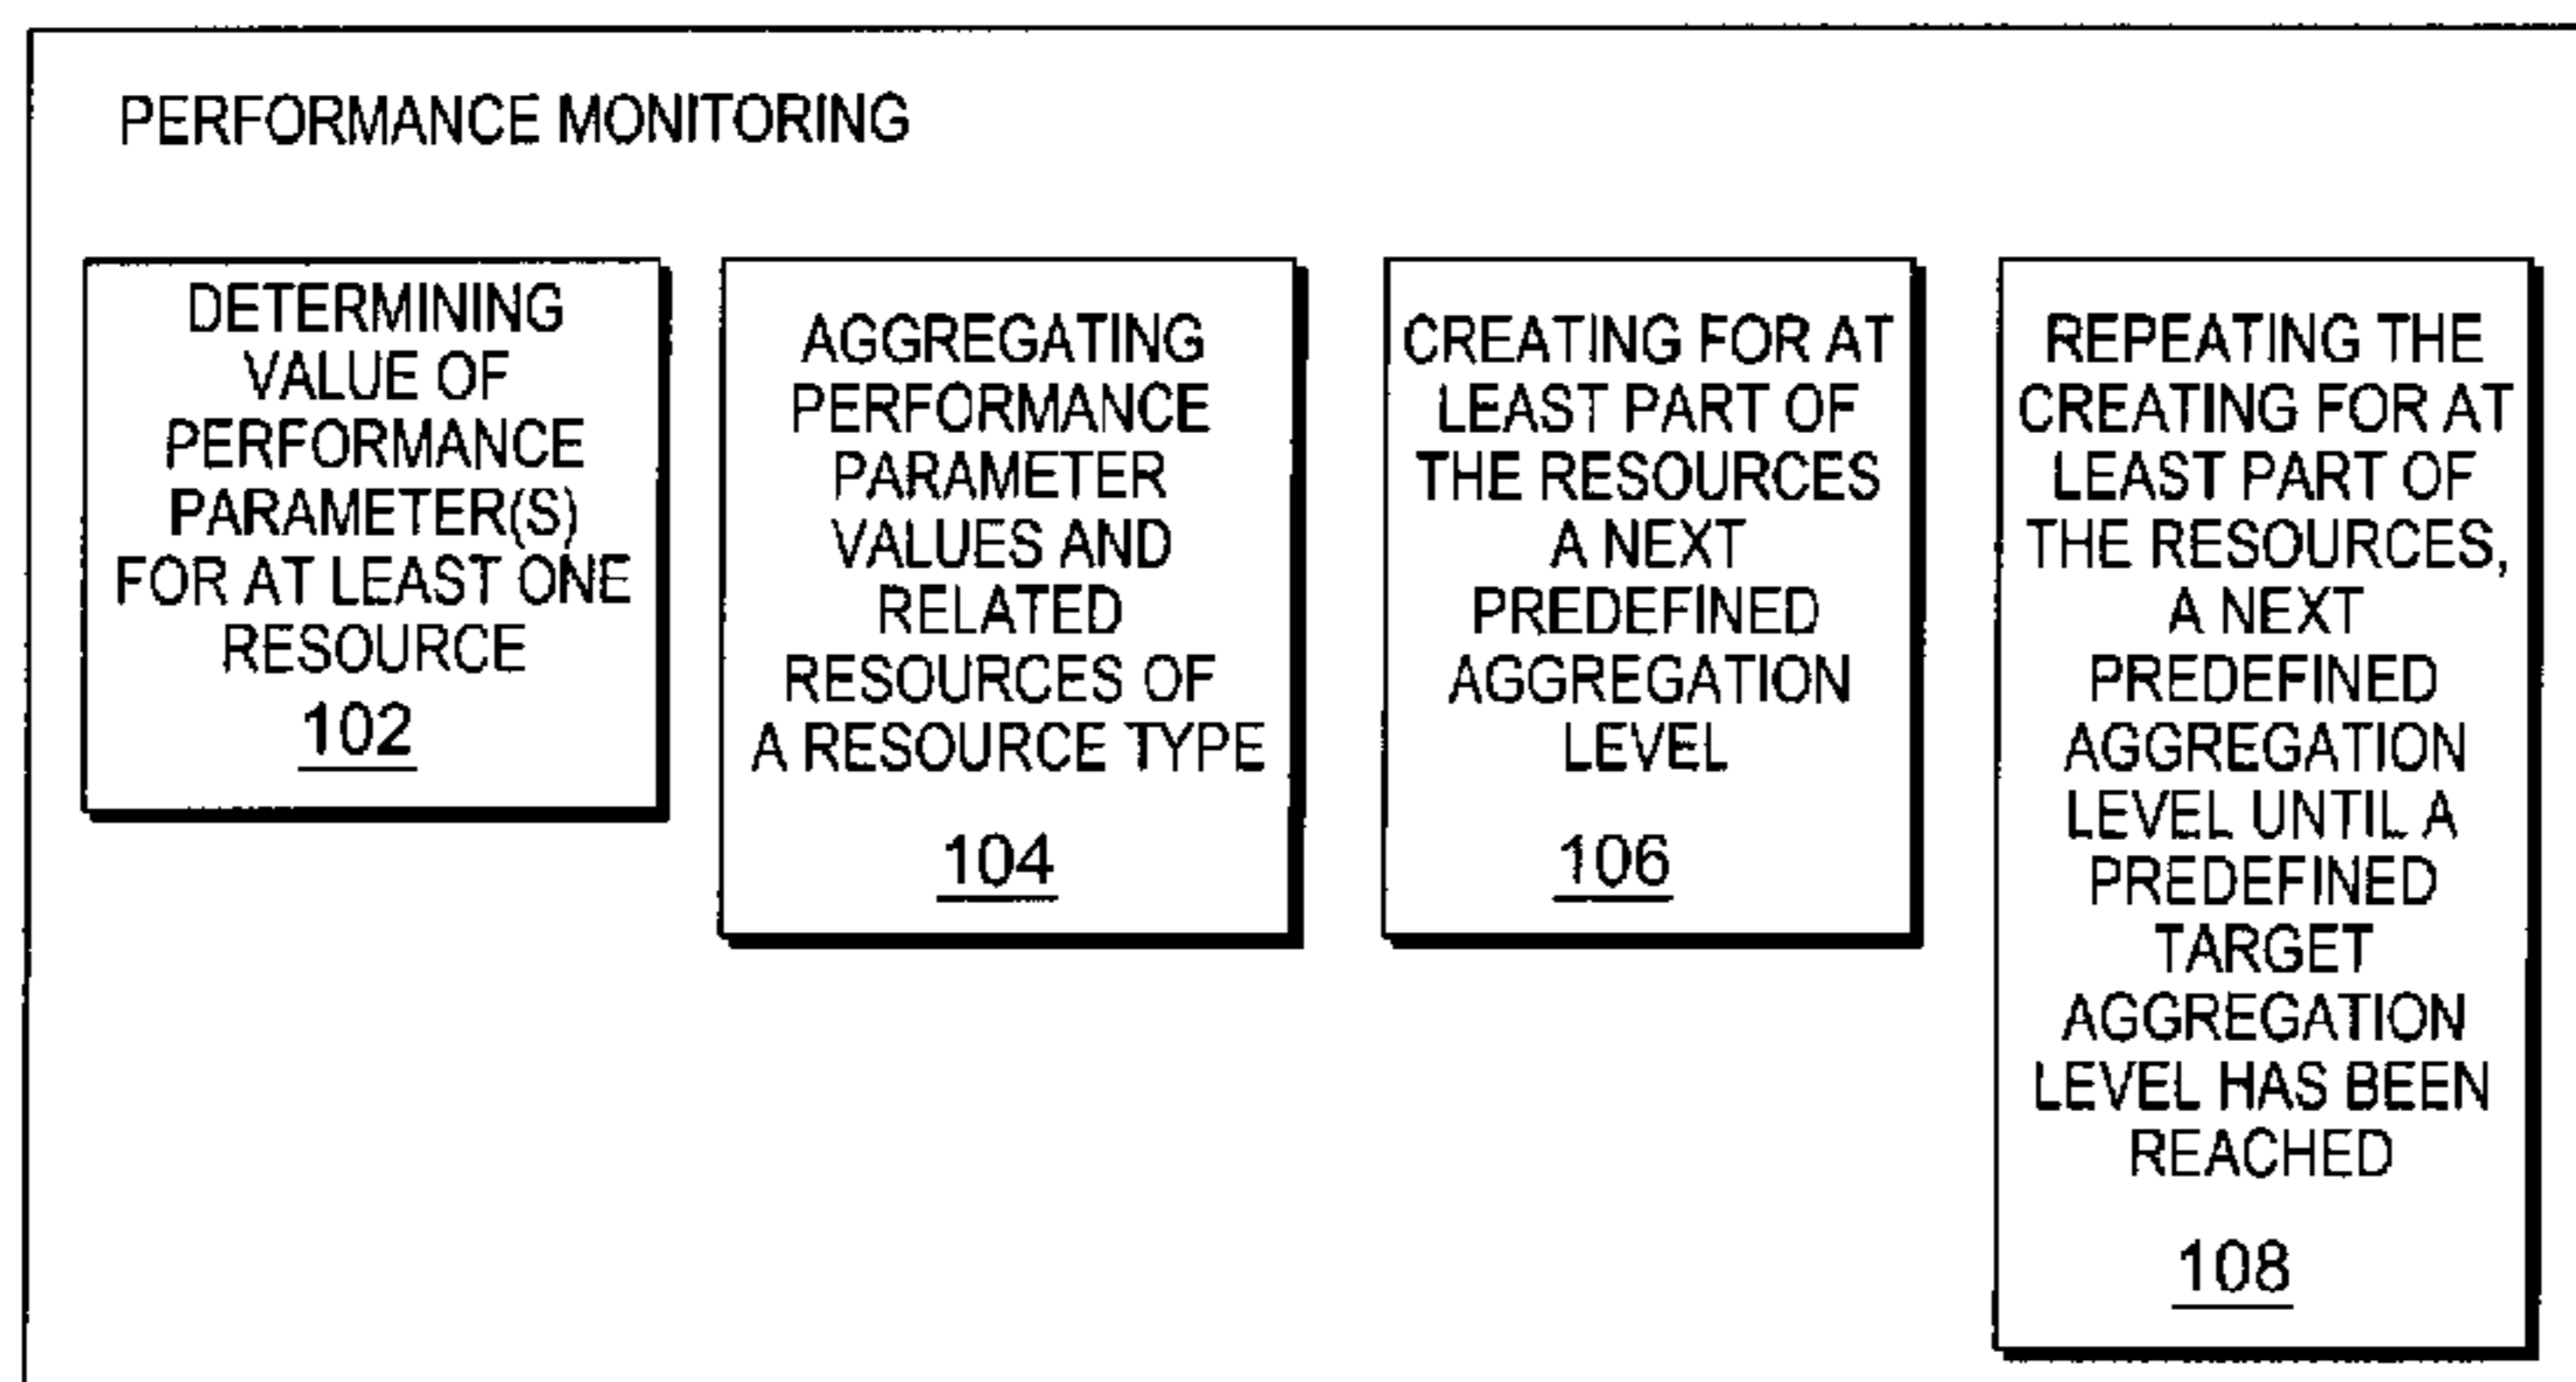 PERFORMANCE MONITORING
DETERMINING
VALUE OF
PERFORMANCE
PARAMETER(S)
FOR AT LEAST ONE
RESOURCE
102
AGGREGATING
PERFORMANCE
PARAMETER
VALUES AND
RELATED
RESOURCES OF
A RESOURCE TYPE
104
CREATING FOR AT
LEAST PART OF
THE RESOURCES
A NEXT
PREDEFINED
AGGREGATION
LEVEL
106
REPEATING THE
CREATING FOR AT
LEAST PART OF
THE RESOURCES,
A NEXT
PREDEFINED
AGGREGATION
LEVEL UNTIL A
PREDEFINED
TARGET
AGGREGATION
LEVEL HAS BEEN
REACHED
108